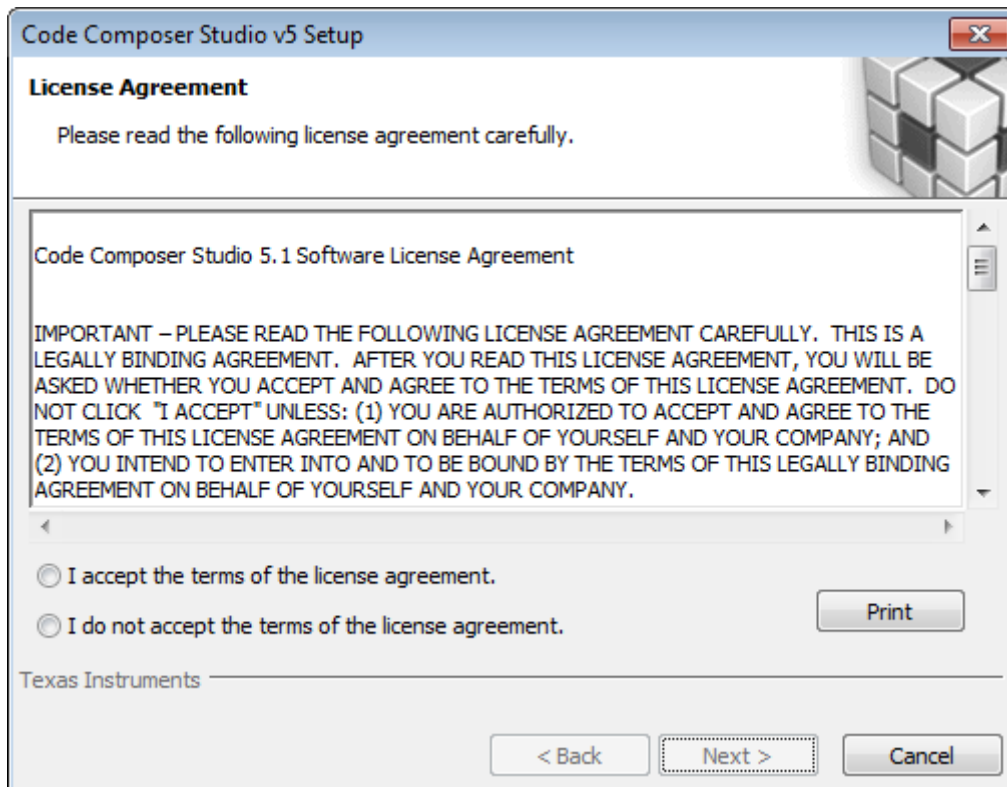 Code Composer Studio v5 Setup
License Agreement
Please read the following license agreement carefully.
Code Composer Studio 5.1 Software License Agreement
IMPORTANT – PLEASE READ THE FOLLOWING LICENSE AGREEMENT CAREFULLY.  THIS IS A
LEGALLY BINDING AGREEMENT.  AFTER YOU READ THIS LICENSE AGREEMENT, YOU WILL BE
ASKED WHETHER YOU ACCEPT AND AGREE TO THE TERMS OF THIS LICENSE AGREEMENT.  DO
NOT CLICK  "I ACCEPT" UNLESS: (1) YOU ARE AUTHORIZED TO ACCEPT AND AGREE TO THE
TERMS OF THIS LICENSE AGREEMENT ON BEHALF OF YOURSELF AND YOUR COMPANY; AND
(2) YOU INTEND TO ENTER INTO AND TO BE BOUND BY THE TERMS OF THIS LEGALLY BINDING
AGREEMENT ON BEHALF OF YOURSELF AND YOUR COMPANY.
I accept the terms of the license agreement.
I do not accept the terms of the license agreement.
Print
Texas Instruments
< Back
Next >
Cancel